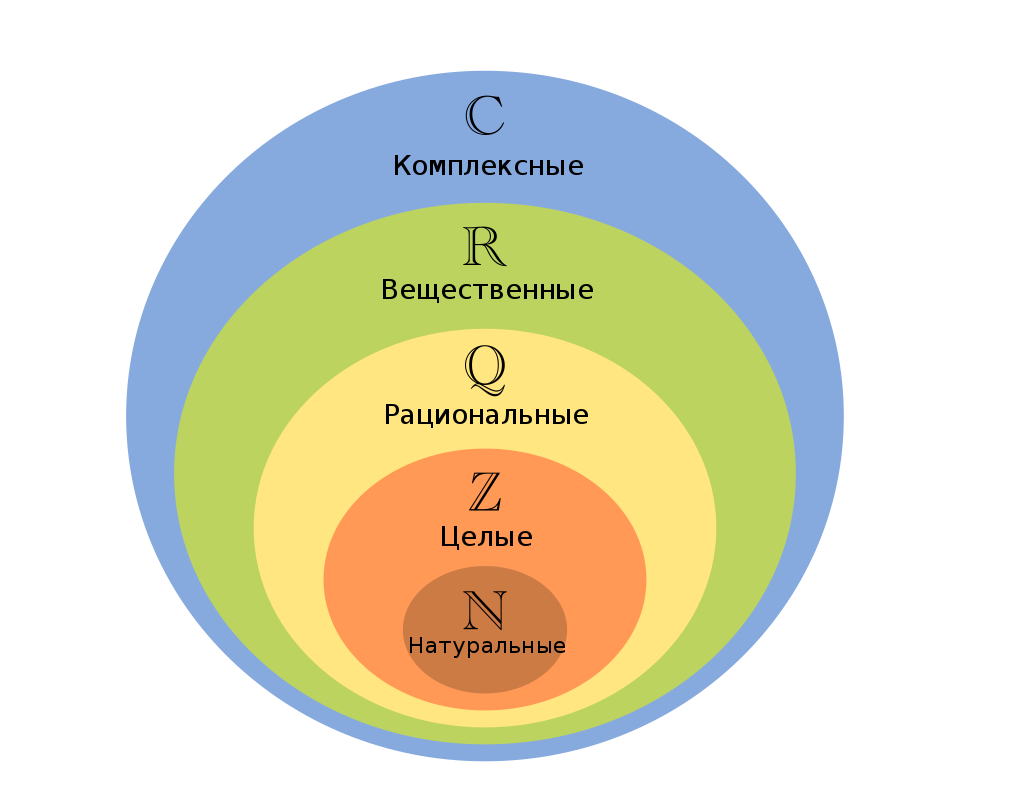 ℂ
Комплексные
ℝ
Вещественные
ℚ
Рациональные
ℤ
Целые
ℕ
Натуральные